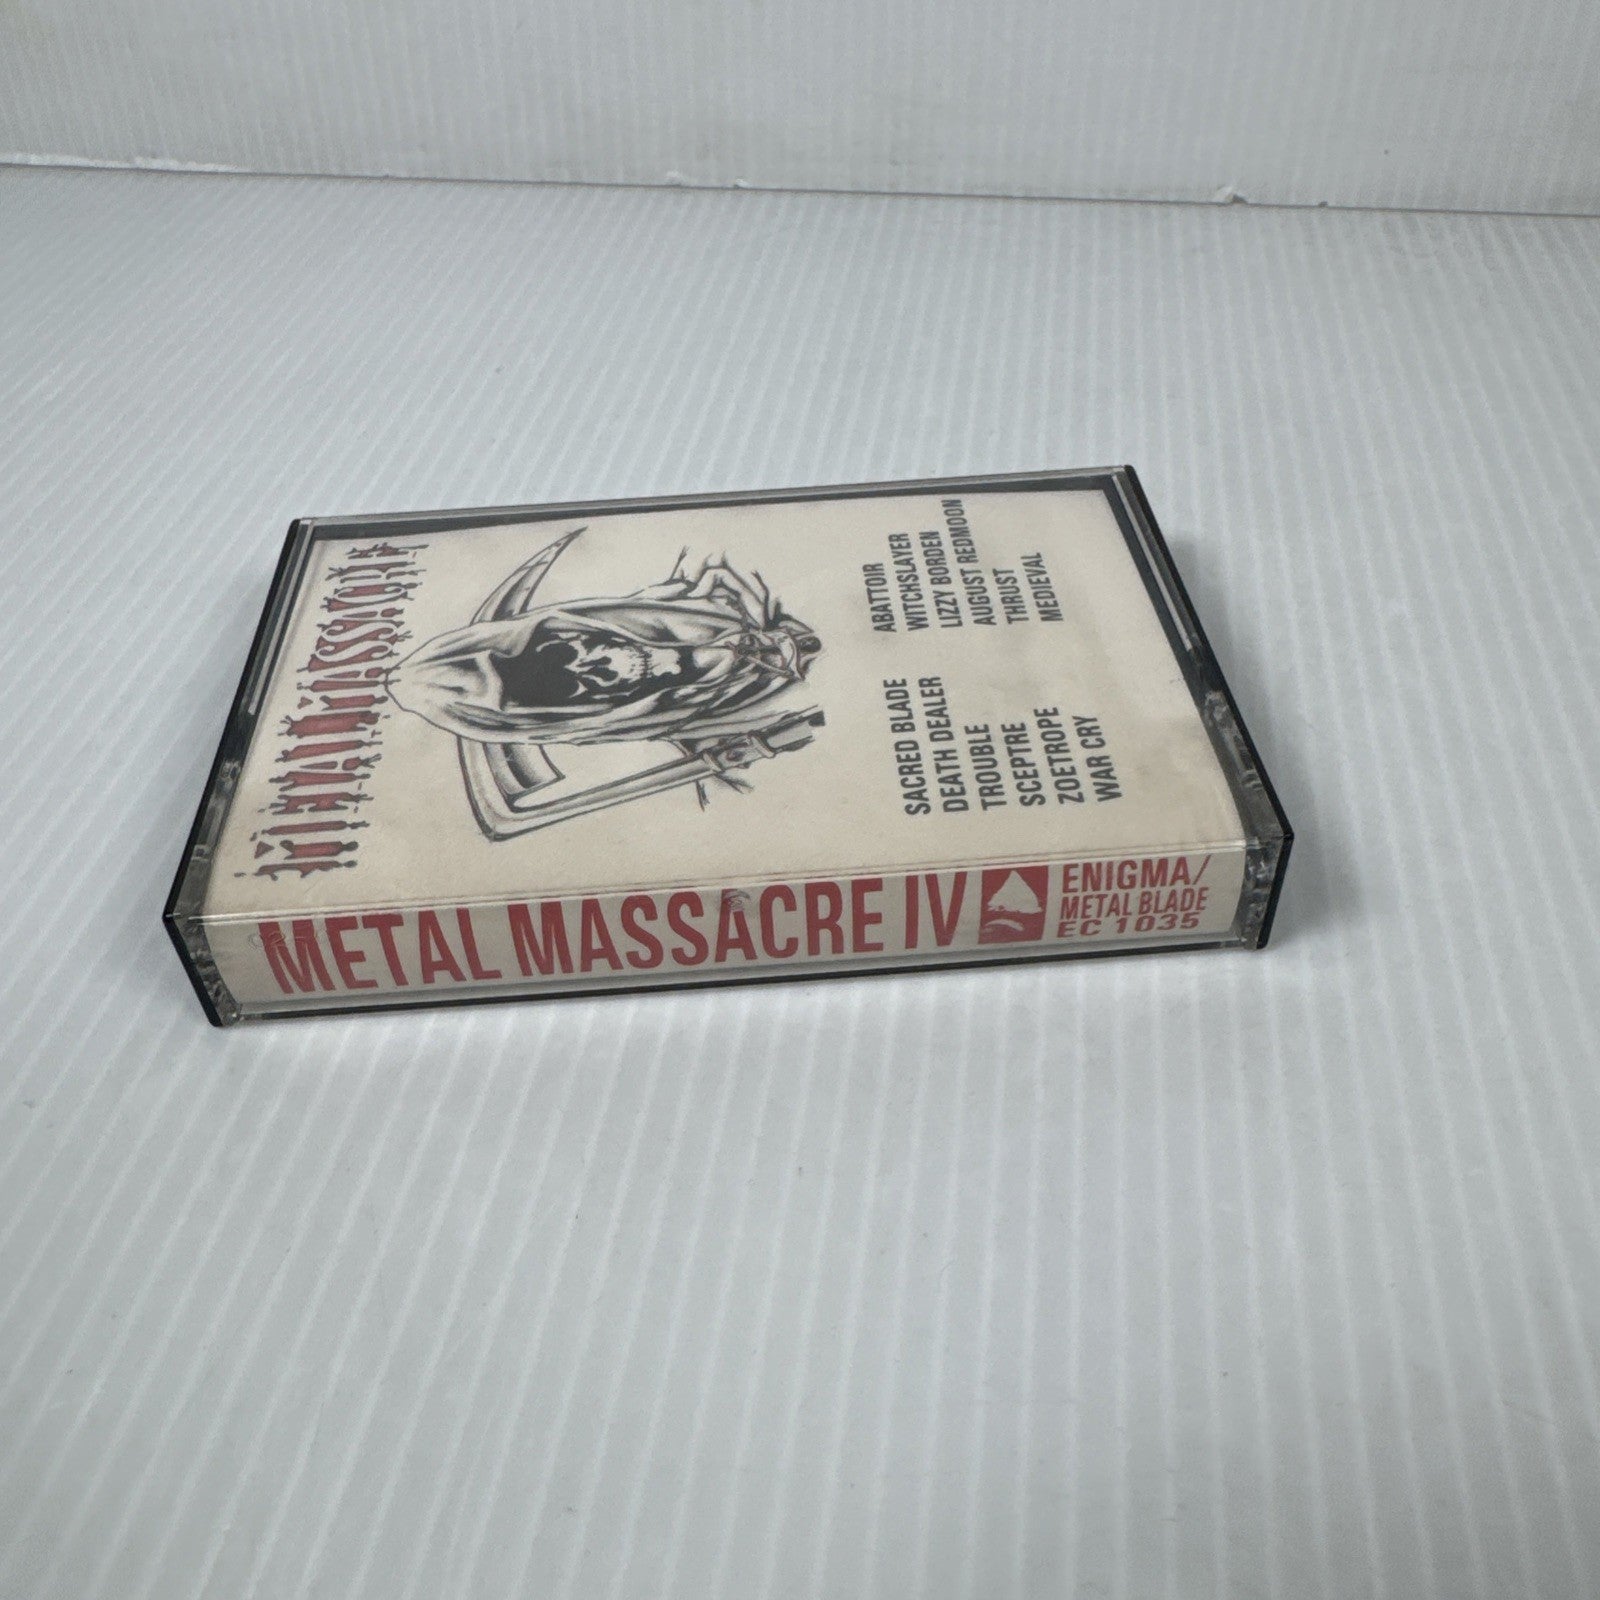 METAL MASSACRE
SACRED BLADE
DEATH DEALER
TROUBLE
SCEPTRE
ZOETROPE
WAR CRY
ABATTOIR
WITCHSLAYER
LIZZY BORDEN
AUGUST REDMOON
THRUST
MEDIEVAL
METAL MASSACRE IV
ENIGMA/
METAL BLADE
EC 1035